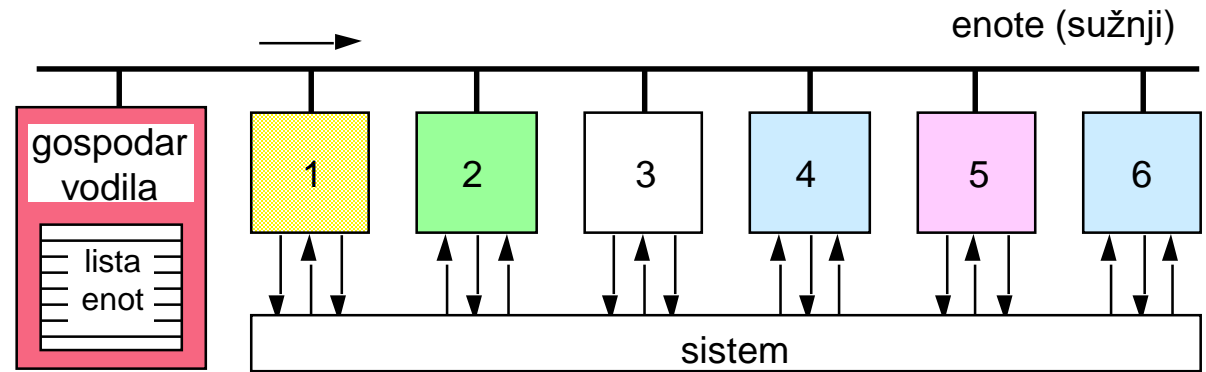 enote (sužnji)
gospodar
vodila
lista
enot
1
2
3
4
5
6
sistem